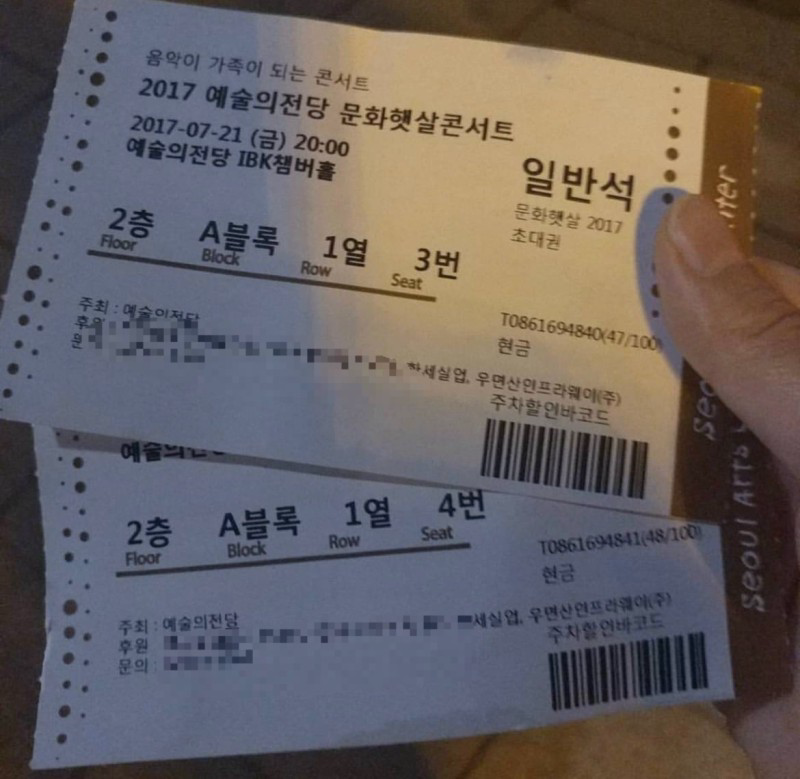 음악이 가족이 되는 콘서트
2017 예술의전당 문화햇살콘서트
2017-07-21 (금) 20:00
예술의전당 IBK챔버홀
일반석
문화햇살 2017
초대권
2층 A블록 1열 3번
Floor Block Row Seat
주최 : 예술의전당
T0861694840(47/100)
현금
한세실업, 우면산인프라웨이(주)
주차할인바코드
예술의전당
2층 A블록 1열 4번
Floor Block Row Seat
주최 : 예술의전당
후원
문의 :
T0861694841(48/100)
현금
세실업, 우면산인프라웨이(주)
주차할인바코드
Seoul Arts